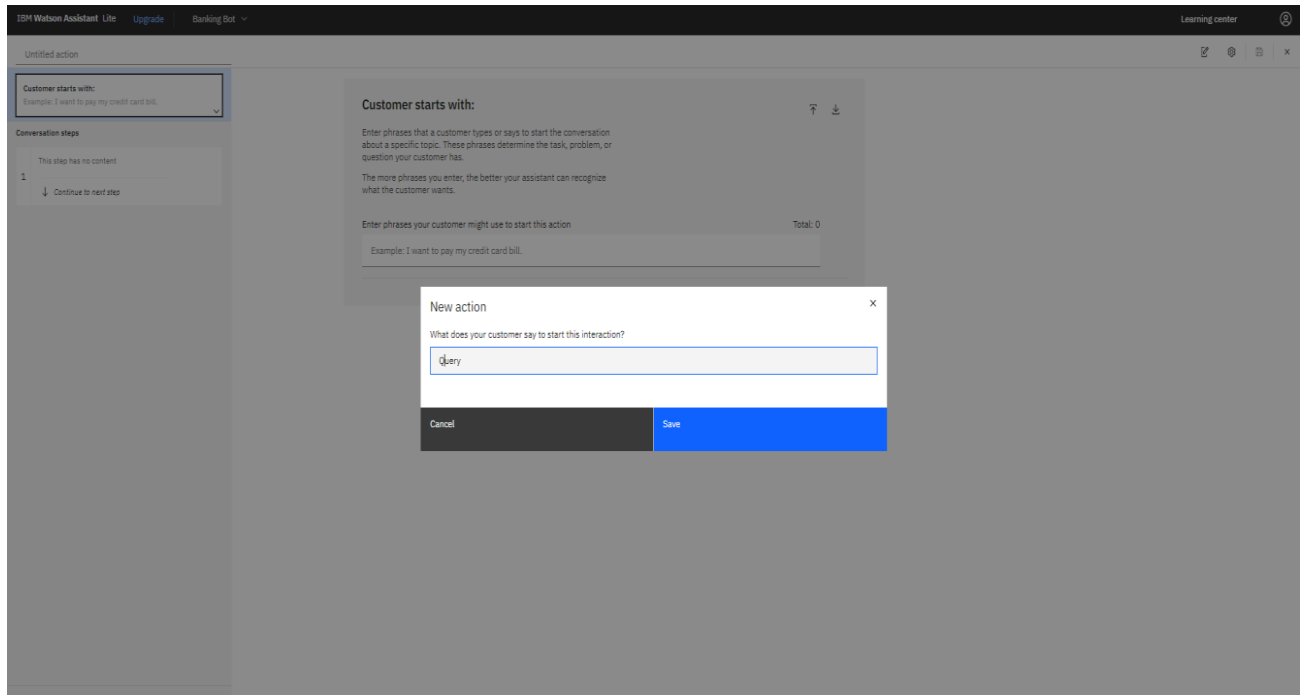 IBM Watson Assistant Lite Upgrade Banking Bot Learning center
Untitled action
Customer starts with:
Example: I want to pay my credit card bill.
Conversation steps
1
This step has no content
Continue to next step
Customer starts with:
Enter phrases that a customer types or says to start the conversation
about a specific topic. These phrases determine the task, problem, or
question your customer has.
The more phrases you enter, the better your assistant can recognize
what the customer wants.
Enter phrases your customer might use to start this action Total: 0
Example: I want to pay my credit card bill.
New action
What does your customer say to start this interaction?
Query
Cancel Save